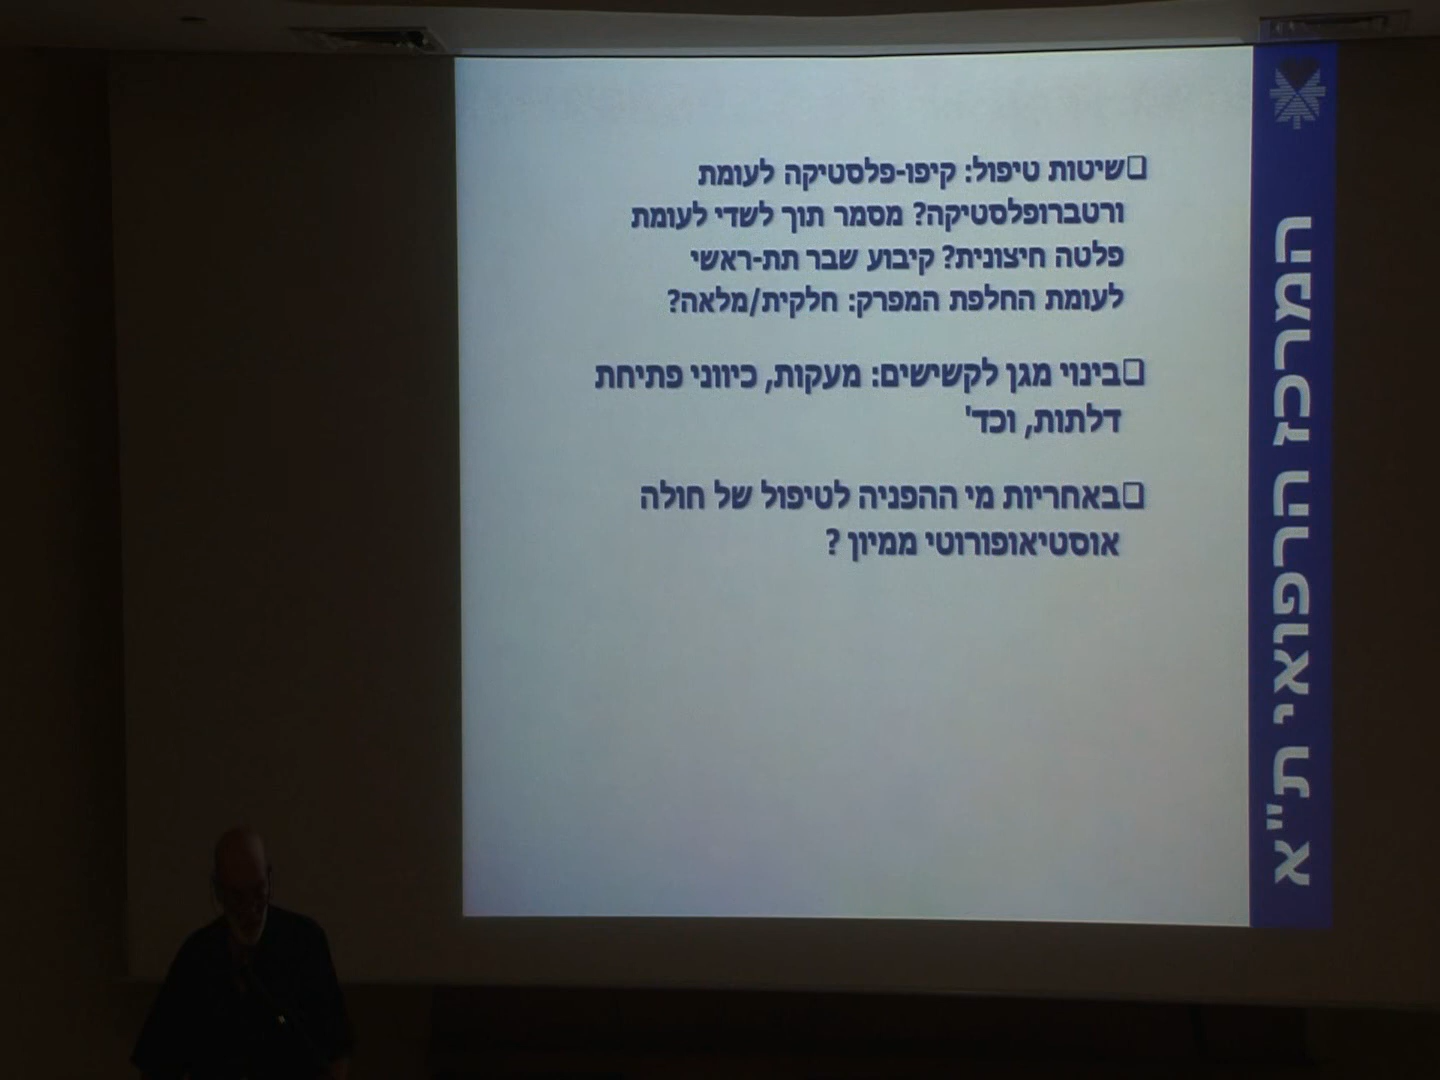 שיטות טיפול: קיפו-פלסטיקה לעומת
ורטברופלסטיקה? מסמר תוך לשדי לעומת
פלטה חיצונית? קיבוע שבר תת-ראשי
לעומת החלפת המפרק: חלקית/מלאה?
בינוי מגן לקשישים: מעקות, כיווני פתיחת
דלתות, וכד'
באחריות מי ההפניה לטיפול של חולה
אוסטיאופורוטי ממיון ?
המרכז הרפואי ת"א